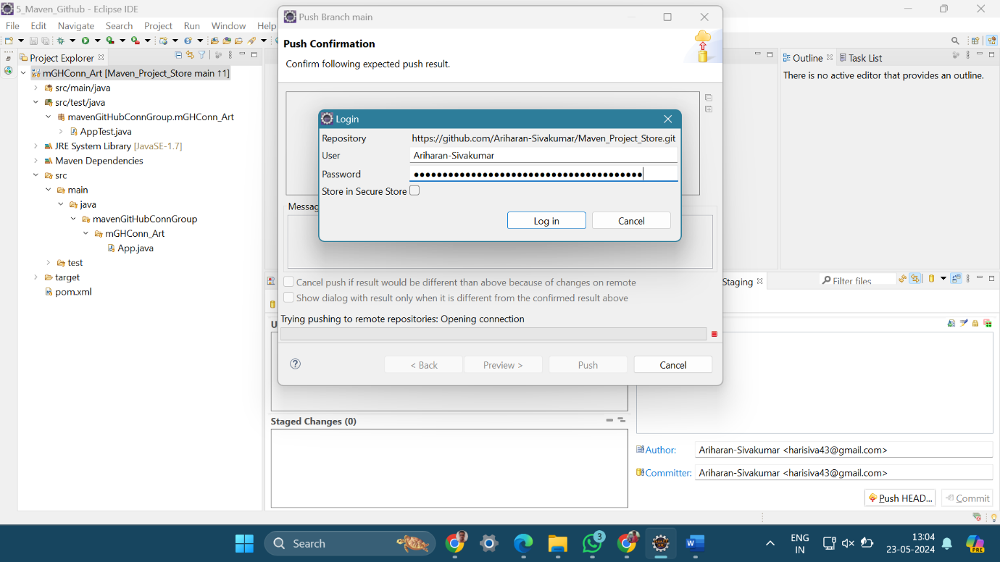 5_Maven_Github - Eclipse IDE
File Edit Navigate Search Project Run Window Help
Project Explorer
mGHConn_Art [Maven_Project_Store main ↑1]
src/main/java
src/test/java
mavenGitHubConnGroup.mGHConn_Art
AppTest.java
JRE System Library [JavaSE-1.7]
Maven Dependencies
src
main
java
mavenGitHubConnGroup
mGHConn_Art
App.java
test
target
pom.xml
Push Branch main
Push Confirmation
Confirm following expected push result.
Login
Repository https://github.com/Ariharan-Sivakumar/Maven_Project_Store.git
User Ariharan-Sivakumar
Password ●●●●●●●●●●●●●●●●●●●●●●●●●●●●●●●●●●●●●●●●
Store in Secure Store
Log in Cancel
Messag
Cancel push if result would be different than above because of changes on remote
Show dialog with result only when it is different from the confirmed result above
Trying pushing to remote repositories: Opening connection
< Back Preview > Push Cancel
Outline Task List
There is no active editor that provides an outline.
Staging Filter files
U
Staged Changes (0)
Author: Ariharan-Sivakumar <harisiva43@gmail.com>
Committer: Ariharan-Sivakumar <harisiva43@gmail.com>
Push HEAD... Commit
Search
3
ENG
IN
13:04
23-05-2024
PRE